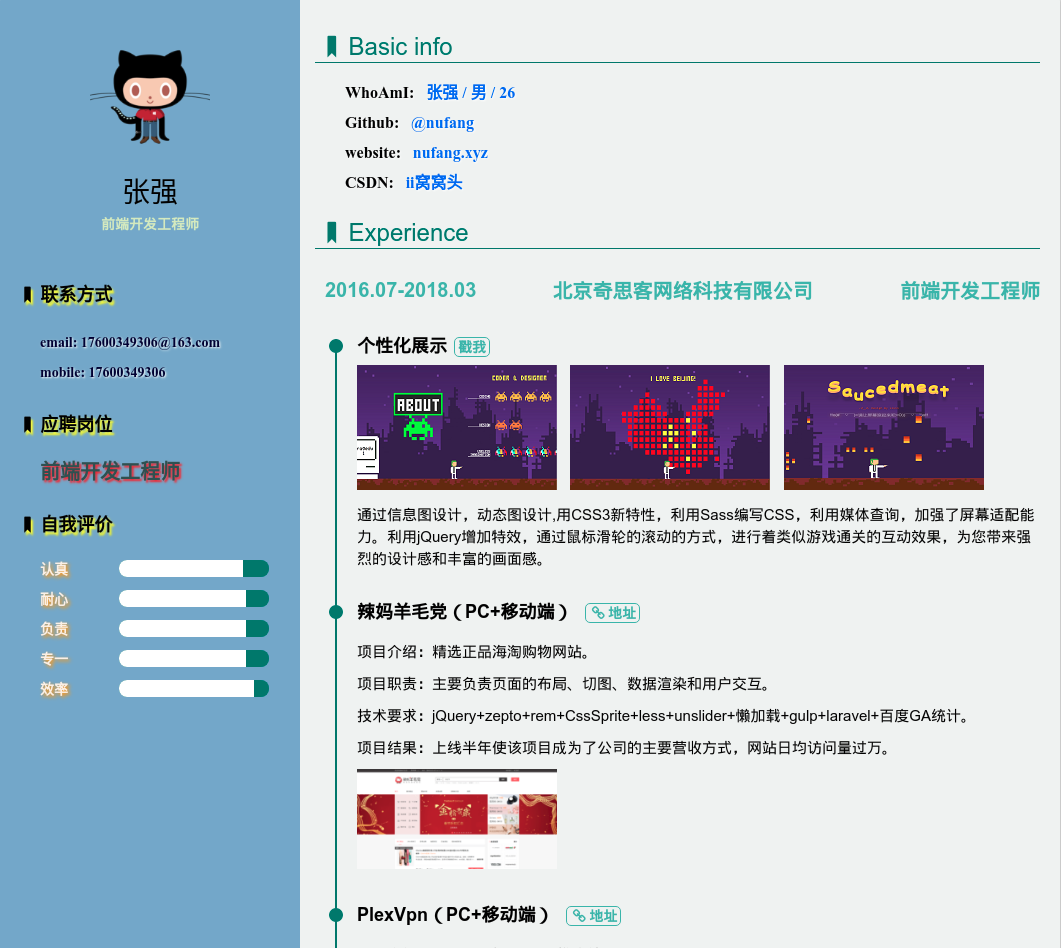 张强
前端开发工程师
联系方式
email: 17600349306@163.com
mobile: 17600349306
应聘岗位
前端开发工程师
自我评价
认真
耐心
负责
专一
效率
Basic info
WhoAmI: 张强 / 男 / 26
Github: @nufang
website: nufang.xyz
CSDN: ii窝窝头
Experience
2016.07-2018.03 北京奇思客网络科技有限公司 前端开发工程师
个性化展示 戳我
ABOUT
CODER & DESIGNER
I LOVE BEIJING!
Saucedmeat
通过信息图设计，动态图设计,用CSS3新特性，利用Sass编写CSS，利用媒体查询，加强了屏幕适配能
力。利用jQuery增加特效，通过鼠标滑轮的滚动的方式，进行着类似游戏通关的互动效果，为您带来强
烈的设计感和丰富的画面感。
辣妈羊毛党（PC+移动端） 地址
项目介绍：精选正品海淘购物网站。
项目职责：主要负责页面的布局、切图、数据渲染和用户交互。
技术要求：jQuery+zepto+rem+CssSprite+less+unslider+懒加载+gulp+laravel+百度GA统计。
项目结果：上线半年使该项目成为了公司的主要营收方式，网站日均访问量过万。
PlexVpn（PC+移动端） 地址